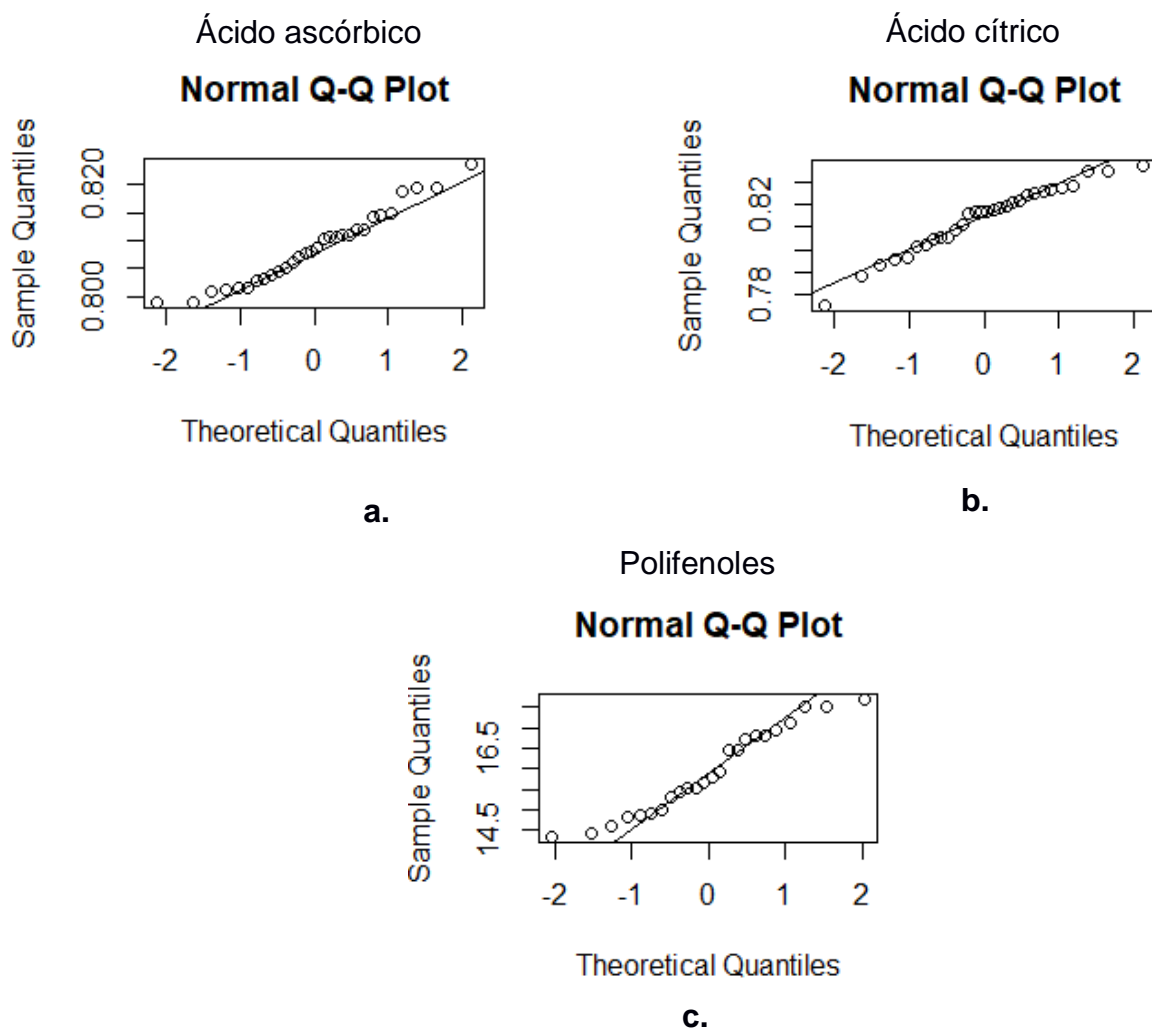 Ácido ascórbico
Normal Q-Q Plot
Sample Quantiles
0.820
0.800
-2 -1 0 1 2
Theoretical Quantiles
a.
Ácido cítrico
Normal Q-Q Plot
Sample Quantiles
0.82
0.78
-2 -1 0 1 2
Theoretical Quantiles
b.
Polifenoles
Normal Q-Q Plot
Sample Quantiles
16.5
14.5
-2 -1 0 1 2
Theoretical Quantiles
c.